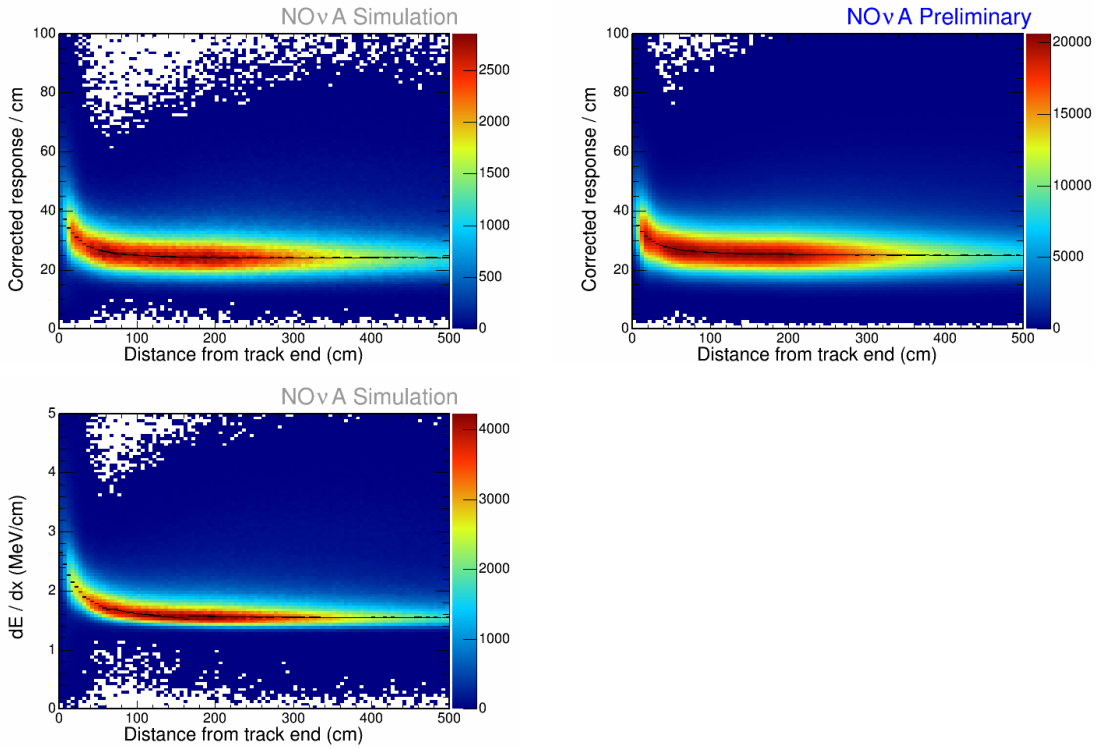 NOνA Simulation
100
80
60
40
20
0
Corrected response / cm
0 100 200 300 400 500
Distance from track end (cm)
2500
2000
1500
1000
500
0
NOνA Preliminary
100
80
60
40
20
0
Corrected response / cm
0 100 200 300 400 500
Distance from track end (cm)
20000
15000
10000
5000
0
NOνA Simulation
5
4
3
2
1
0
dE / dx (MeV/cm)
0 100 200 300 400 500
Distance from track end (cm)
4000
3000
2000
1000
0